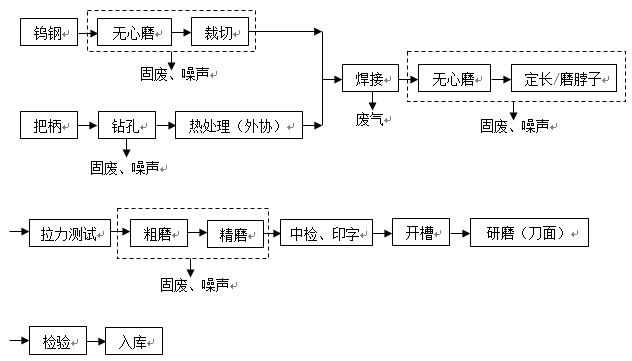 钨钢 无心磨 裁切
固废、噪声
焊接 无心磨 定长/磨脖子
废气 固废、噪声
把柄 钻孔 热处理（外协）
固废、噪声
拉力测试 粗磨 精磨 中检、印字 开槽 研磨（刀面）
固废、噪声
检验 入库